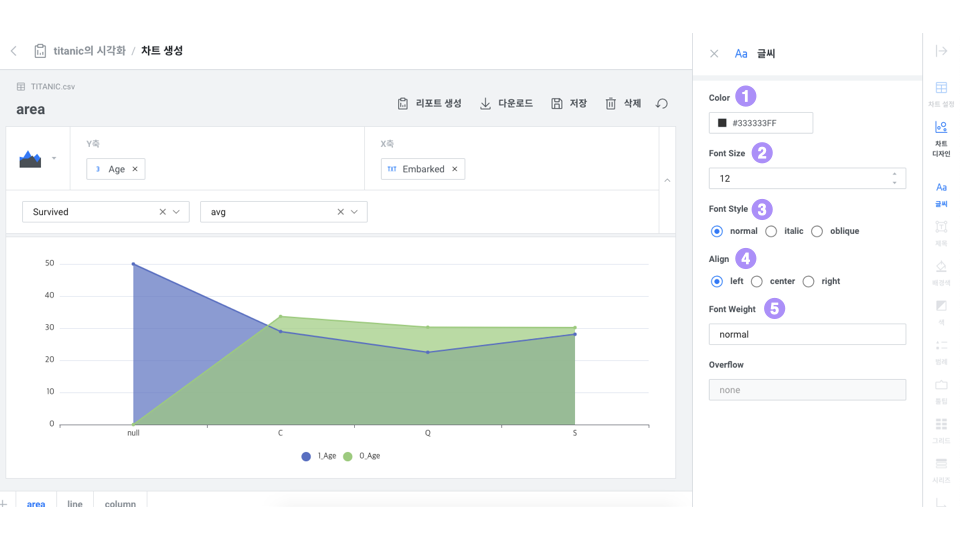 titanic의 시각화 / 차트 생성
TITANIC.csv
area
리포트 생성
다운로드
저장
삭제
Y축
3 Age ×
X축
TXT Embarked ×
Survived
avg
50
40
30
20
10
0
null
C
Q
S
1_Age
0_Age
area
line
column
Aa 글씨
Color 1
#333333FF
Font Size 2
12
Font Style 3
normal italic oblique
Align 4
left center right
Font Weight 5
normal
Overflow
none
차트 설정
차트
디자인
Aa
글씨
제목
배경색
색
범례
툴팁
그리드
시리즈